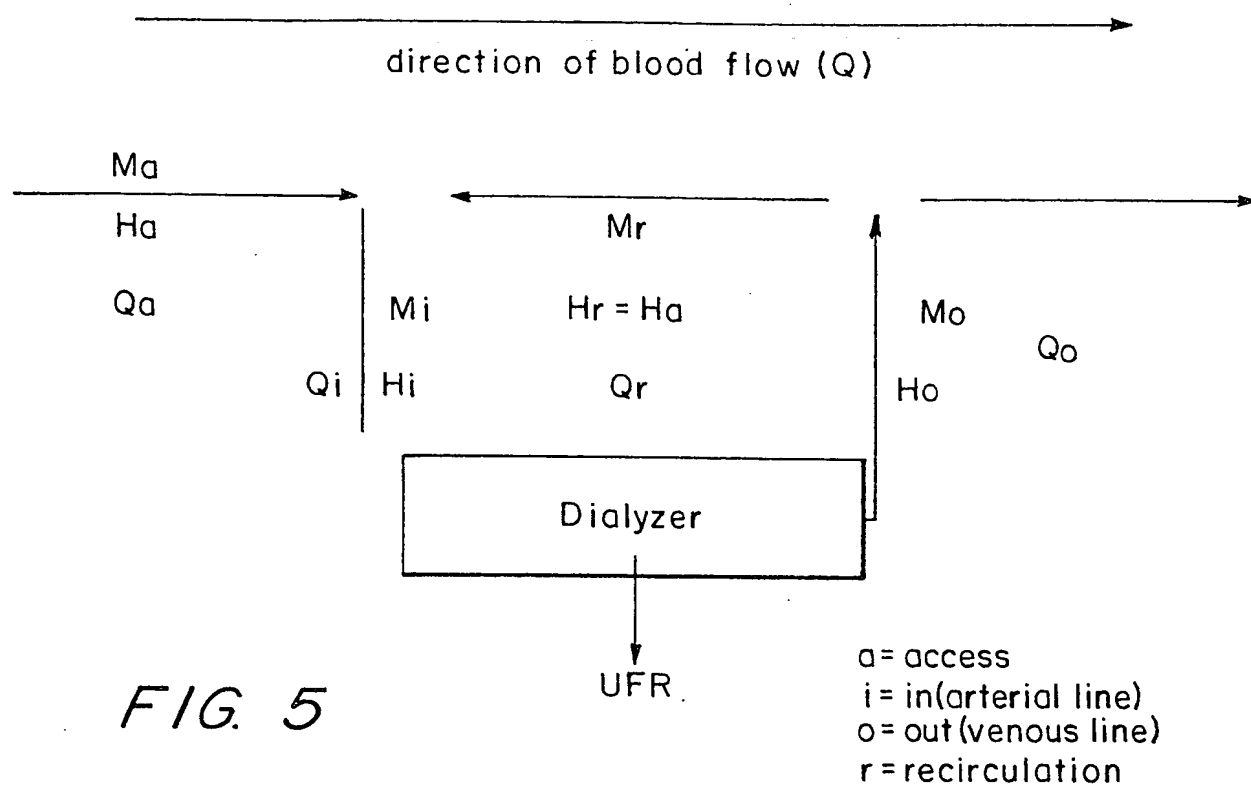 direction of blood flow (Q)
Ma
Ha
Mr
Qa
Mi
Hr = Ha
Mo
Qo
Qi
Hi
Qr
Ho
Dialyzer
UFR
a = access
i = in (arterial line)
o = out (venous line)
r = recirculation
FIG. 5